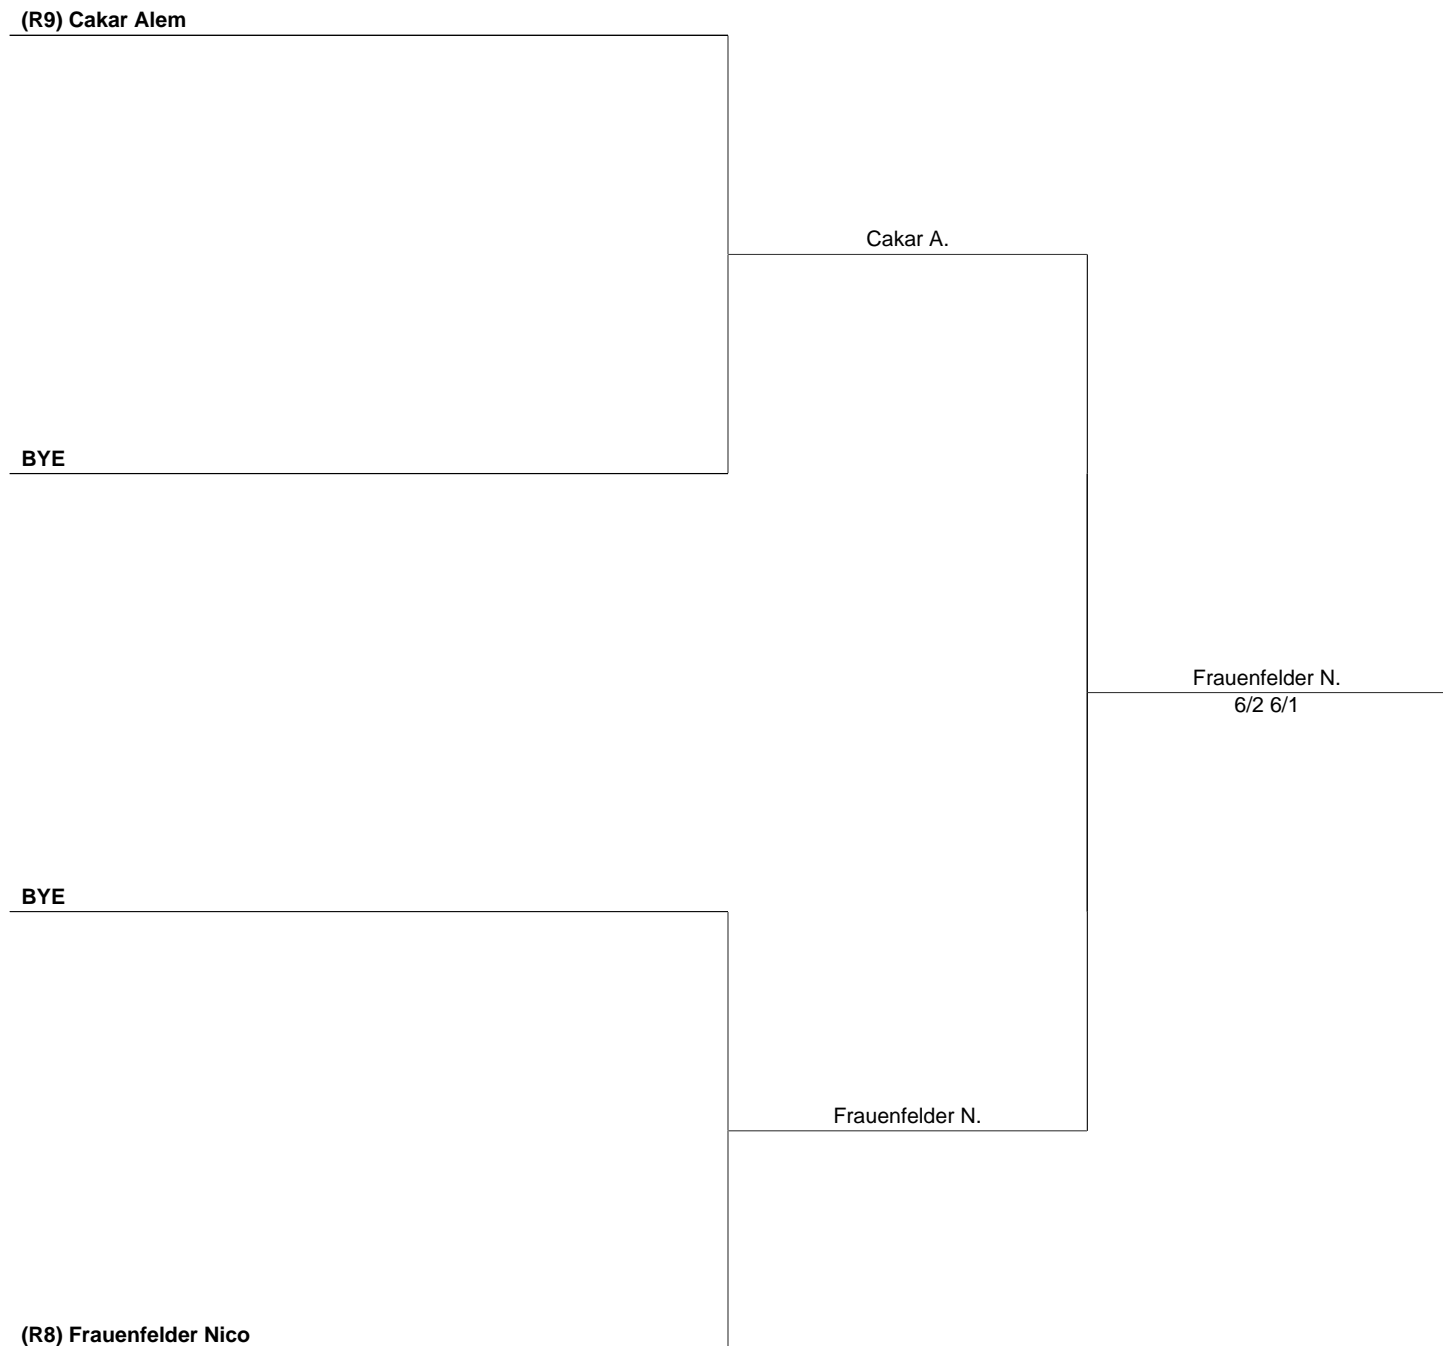 (R9) Cakar Alem
Cakar A.
BYE
Frauenfelder N.
6/2 6/1
BYE
Frauenfelder N.
(R8) Frauenfelder Nico